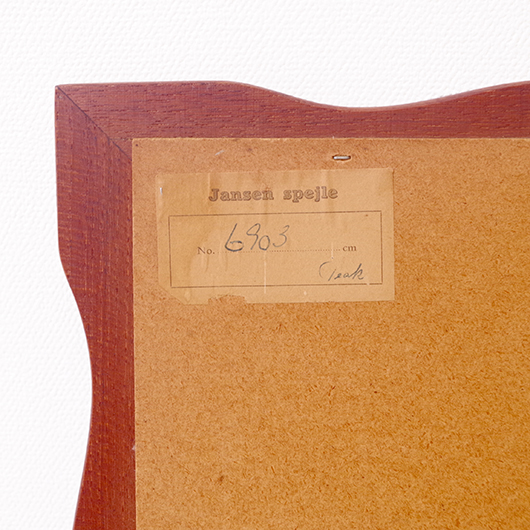 Jansen spejle
No. 6903 cm
Teak